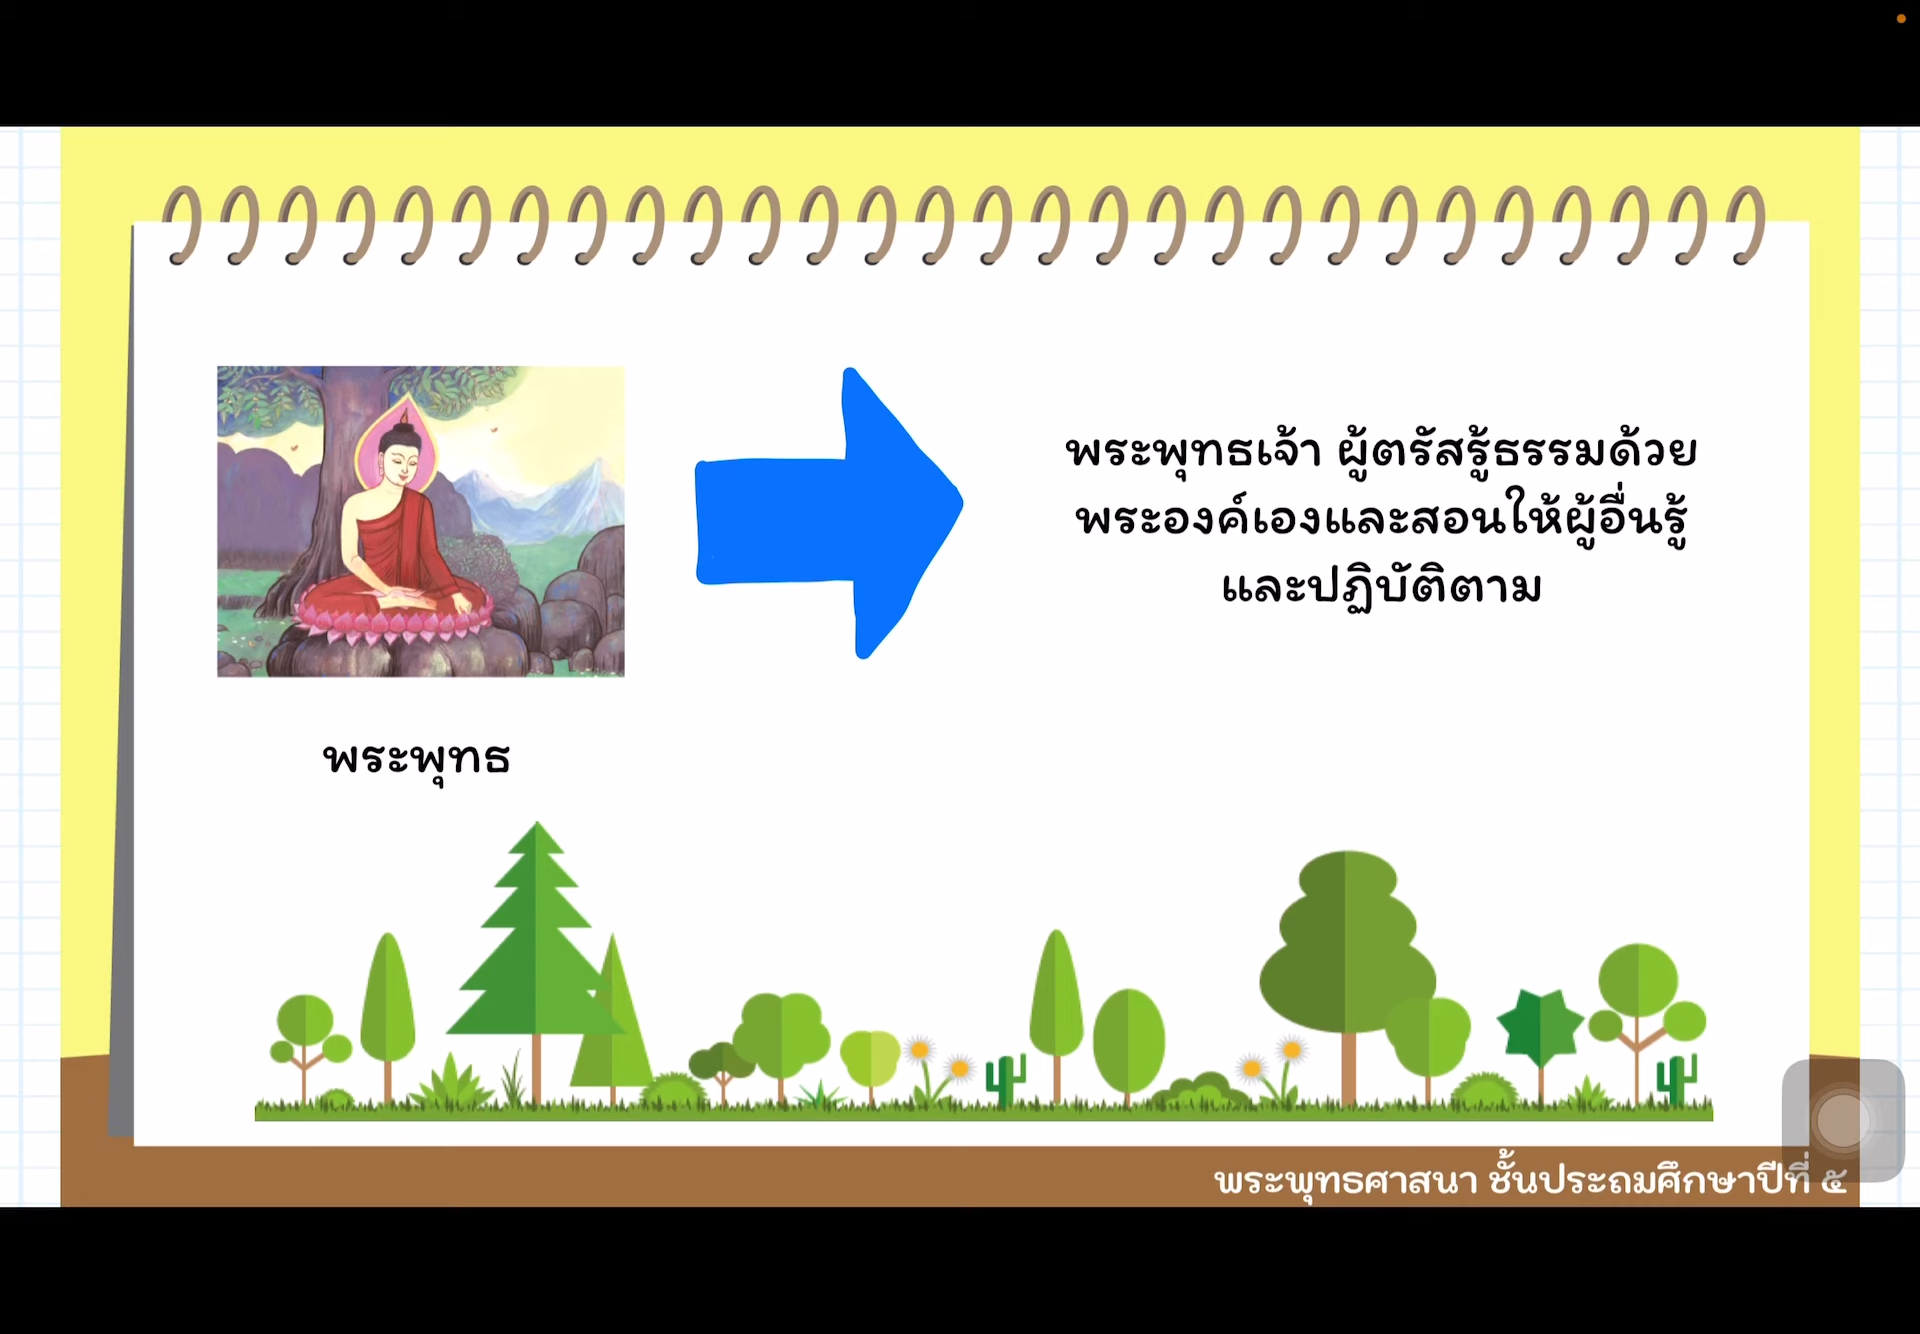 พระพุทธเจ้า ผู้ตรัสรู้ธรรมด้วย
พระองค์เองและสอนให้ผู้อื่นรู้
และปฏิบัติตาม
พระพุทธ
พระพุทธศาสนา ชั้นประถมศึกษาปีที่ ๕